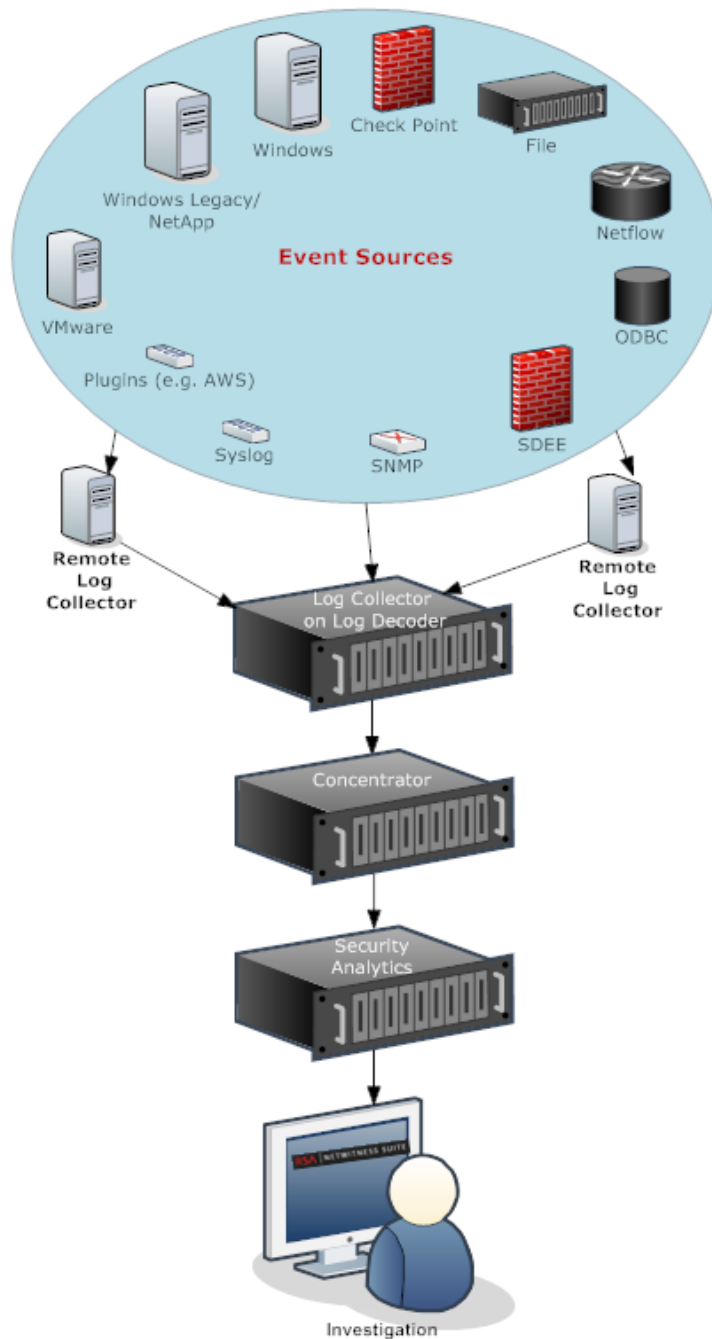 Windows
Check Point
File
Windows Legacy/
NetApp
Netflow
Event Sources
VMware
ODBC
Plugins (e.g. AWS)
Syslog
SNMP
SDEE
Remote
Log
Collector
Remote
Log
Collector
Log Collector
on Log Decoder
Concentrator
Security
Analytics
RSA NETWITNESS SUITE
Investigation